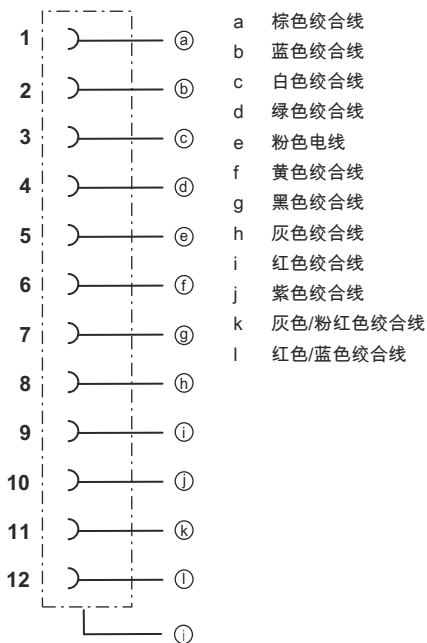 1 ⓐ
2 ⓑ
3 ⓒ
4 ⓓ
5 ⓔ
6 ⓕ
7 ⓖ
8 ⓗ
9 ⓘ
10 ⓙ
11 ⓚ
12 ⓛ
ⓘ
a 棕色绞合线
b 蓝色绞合线
c 白色绞合线
d 绿色绞合线
e 粉色电线
f 黄色绞合线
g 黑色绞合线
h 灰色绞合线
i 红色绞合线
j 紫色绞合线
k 灰色/粉红色绞合线
l 红色/蓝色绞合线